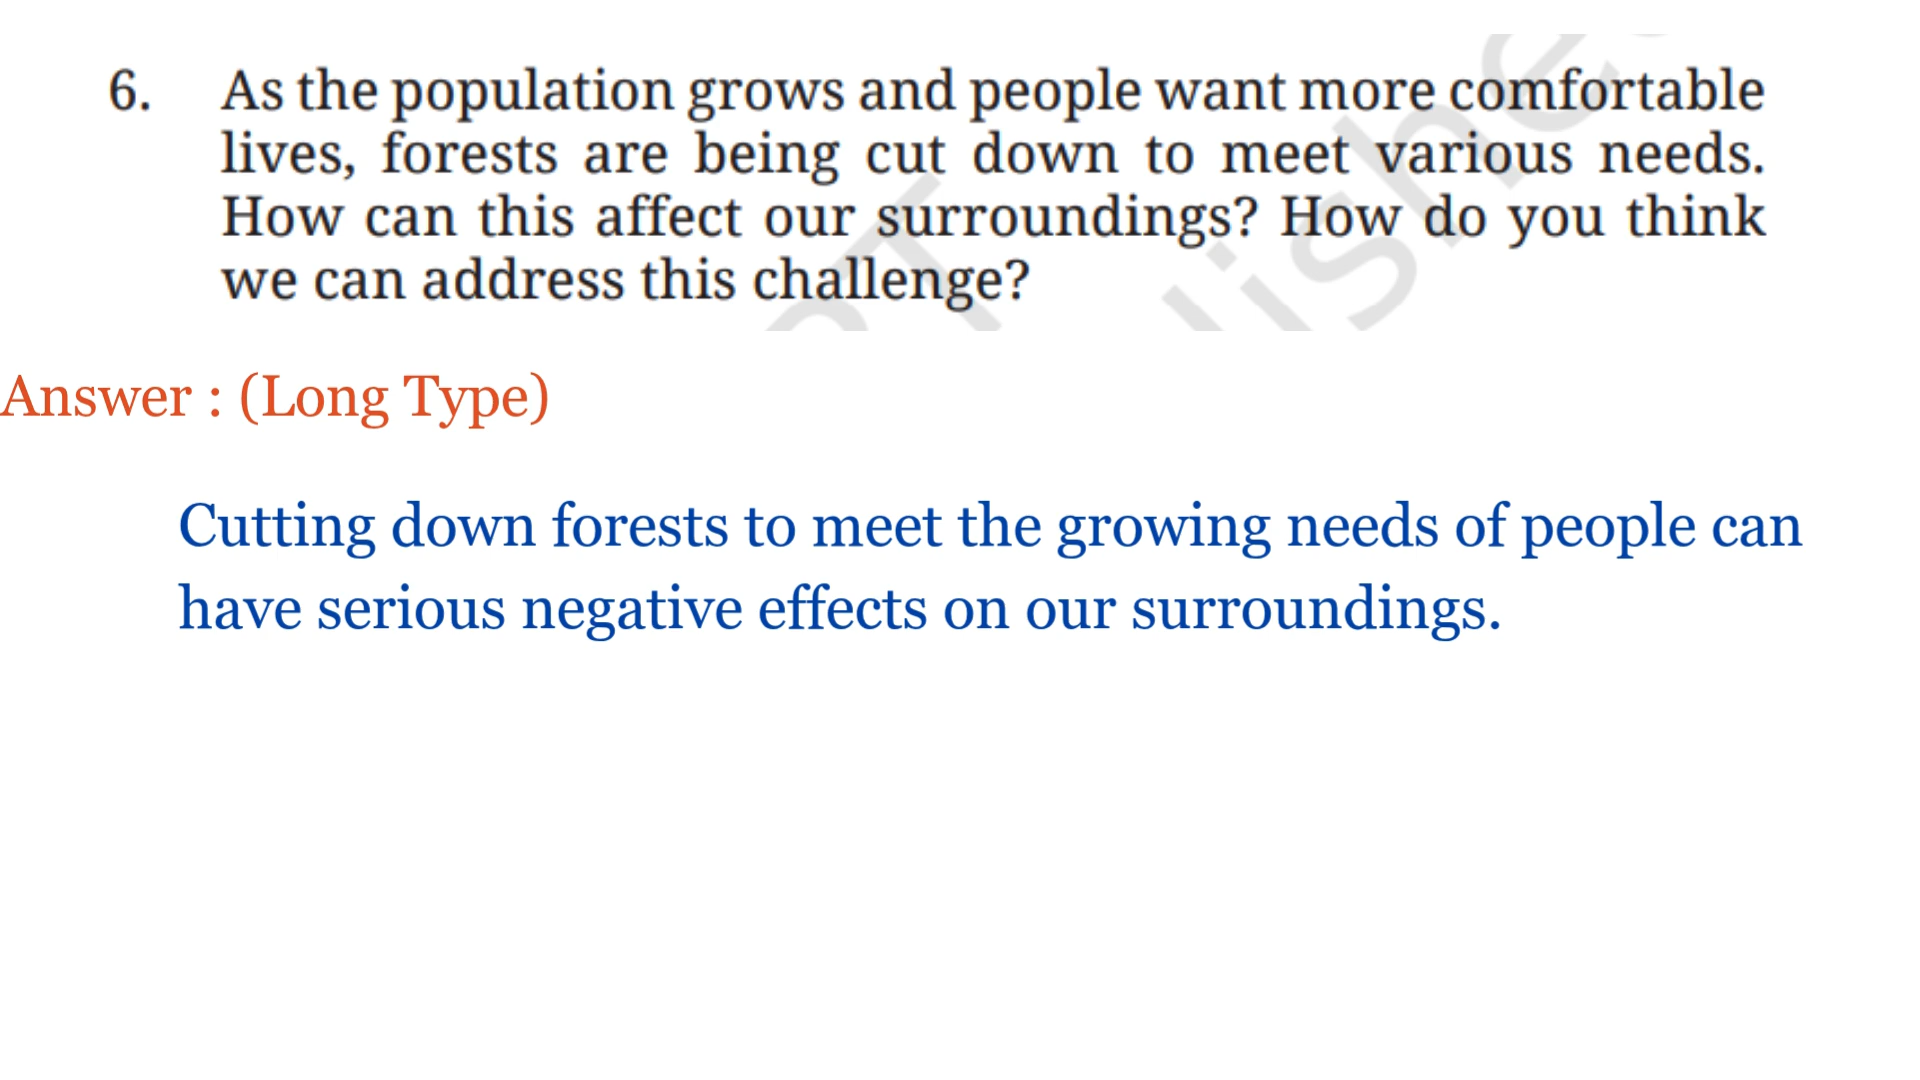 6. As the population grows and people want more comfortable
lives, forests are being cut down to meet various needs.
How can this affect our surroundings? How do you think
we can address this challenge?
Answer : (Long Type)
Cutting down forests to meet the growing needs of people can
have serious negative effects on our surroundings.